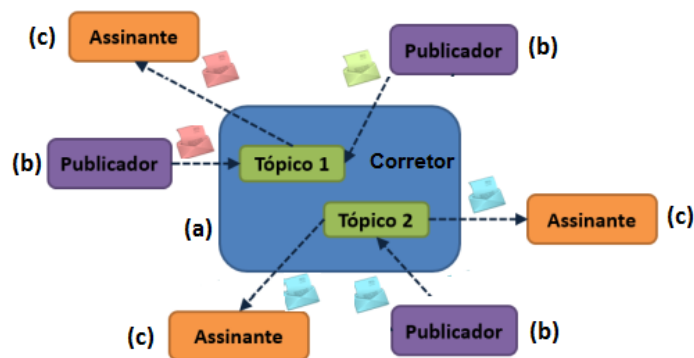 (c)
Assinante
Publicador
(b)
(b)
Publicador
Tópico 1
Corretor
(a)
Tópico 2
Assinante
(c)
(c)
Assinante
Publicador
(b)